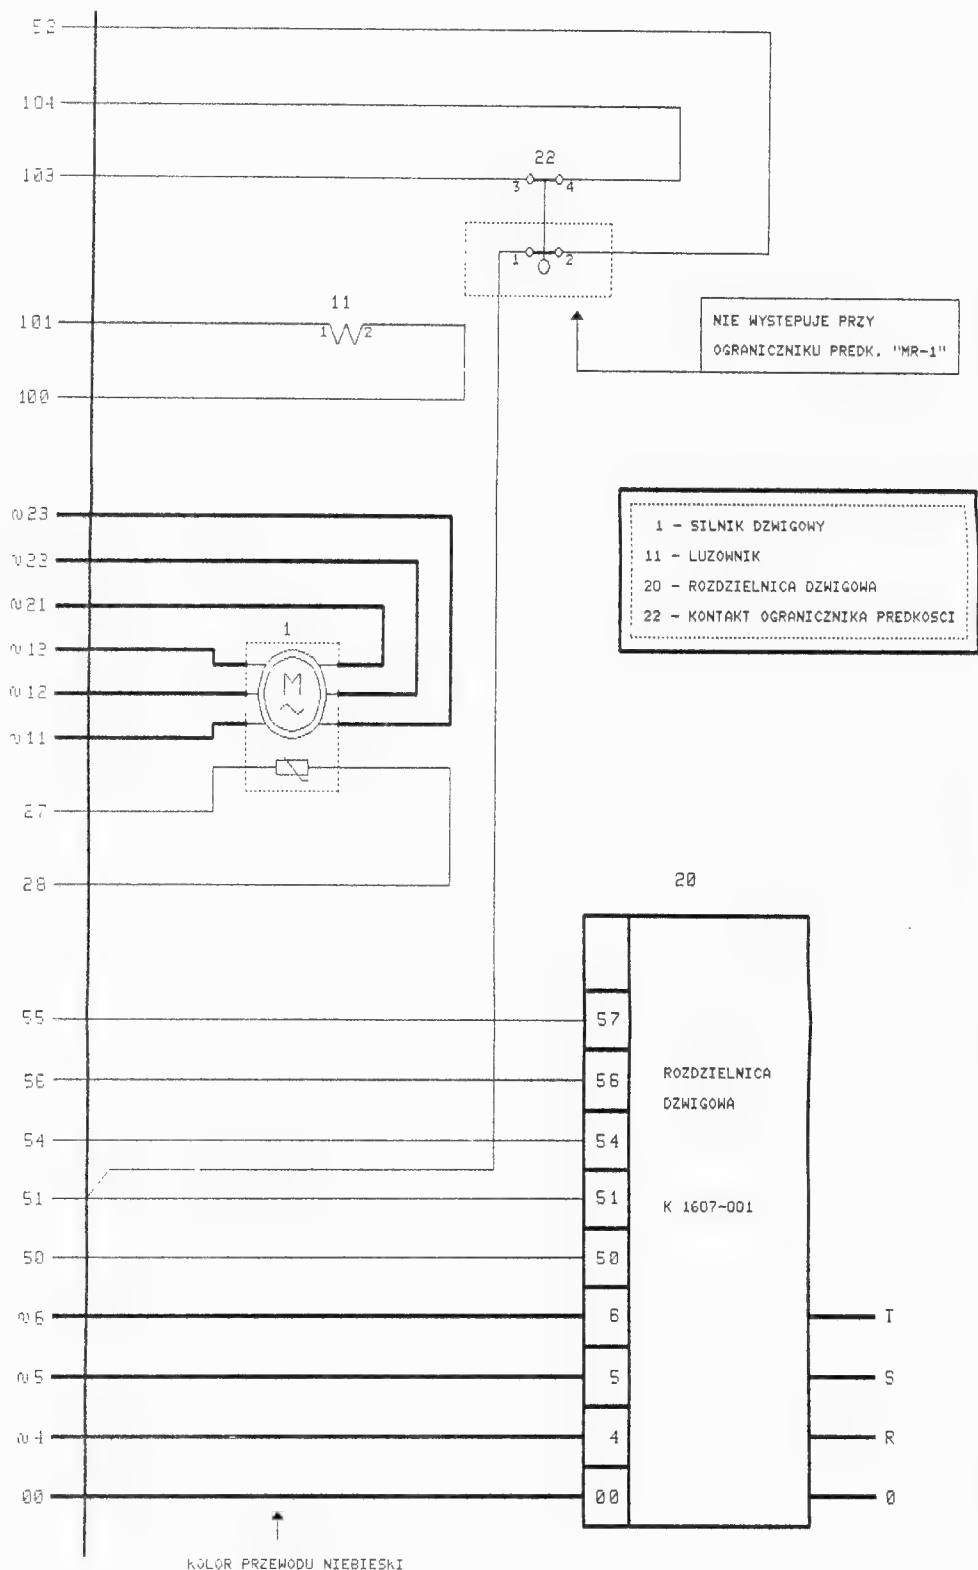 52
104
22
103
3 4
1 2
11
101
1 2
NIE WYSTEPUJE PRZY
OGRANICZNIKU PREDK. "MR-1"
100
~23
1 - SILNIK DZWIGOWY
11 - LUZOWNIK
20 - ROZDZIELNICA DZWIGOWA
22 - KONTAKT OGRANICZNIKA PREDKOSCI
~22
~21
1
~13
M
~
~12
~11
27
28
20
55 57
56 56
ROZDZIELNICA
DZWIGOWA
54 54
51 51
K 1607-001
50 50
~6 6 T
~5 5 S
~4 4 R
00 00 0
KOLOR PRZEWODU NIEBIESKI